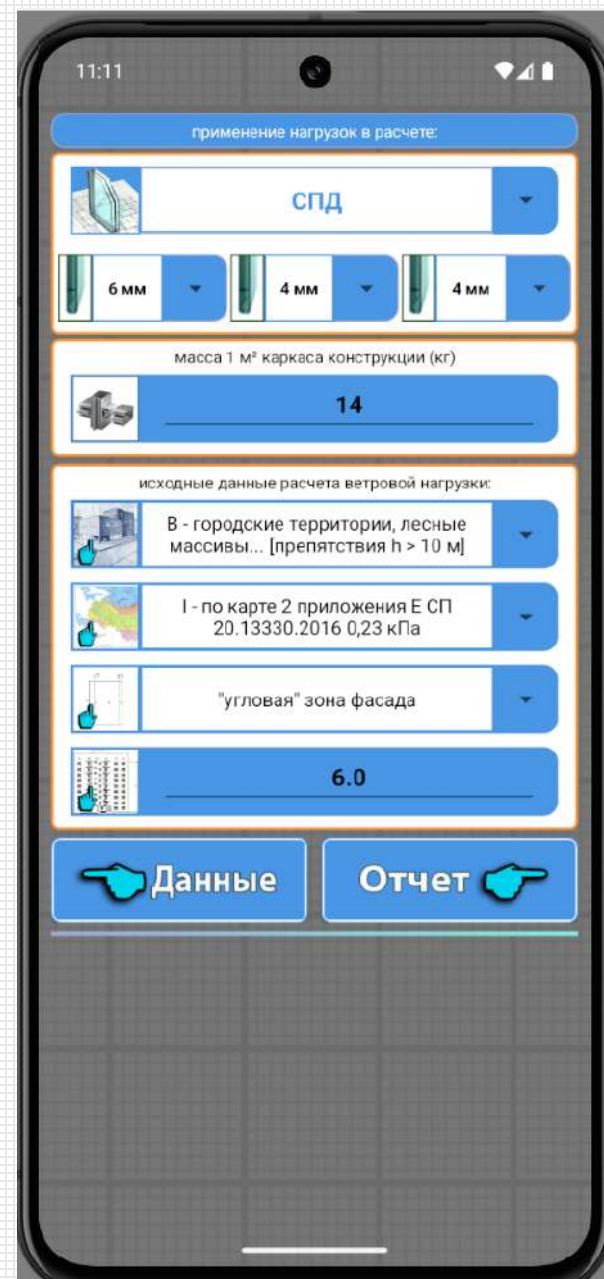 11:11
применение нагрузок в расчете:
СПД
6 мм
4 мм
4 мм
масса 1 м² каркаса конструкции (кг)
14
исходные данные расчета ветровой нагрузки:
В - городские территории, лесные
массивы... [препятствия h > 10 м]
I - по карте 2 приложения Е СП
20.13330.2016 0,23 кПа
"угловая" зона фасада
6.0
Данные
Отчет